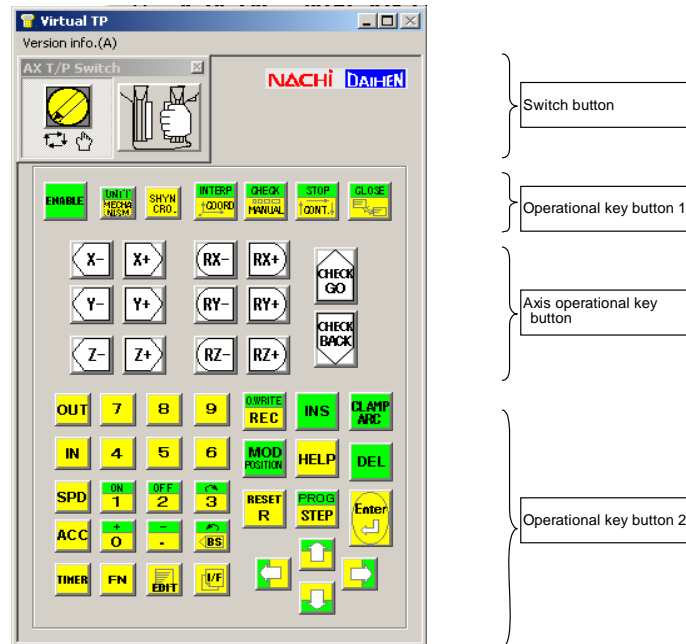 Virtual TP
Version info.(A)
AX T/P Switch
NACHI DAIHEN
Switch button
ENABLE
UNIT
MECHA
NISM
SHYN
CRO.
INTERP
COORD
CHECK
MANUAL
STOP
CONT.
CLOSE
Operational key button 1
X- X+ RX- RX+
CHECK
GO
Y- Y+ RY- RY+
CHECK
BACK
Z- Z+ RZ- RZ+
Axis operational key
button
OUT 7 8 9
O.WRITE
REC
INS
CLAMP
ARC
IN 4 5 6
MOD
POSITION
HELP DEL
SPD
ON
1
OFF
2
3
RESET
R
PROG
STEP
Enter
ACC
+
0
-
.
BS
TIMER FN EDIT I/F
Operational key button 2